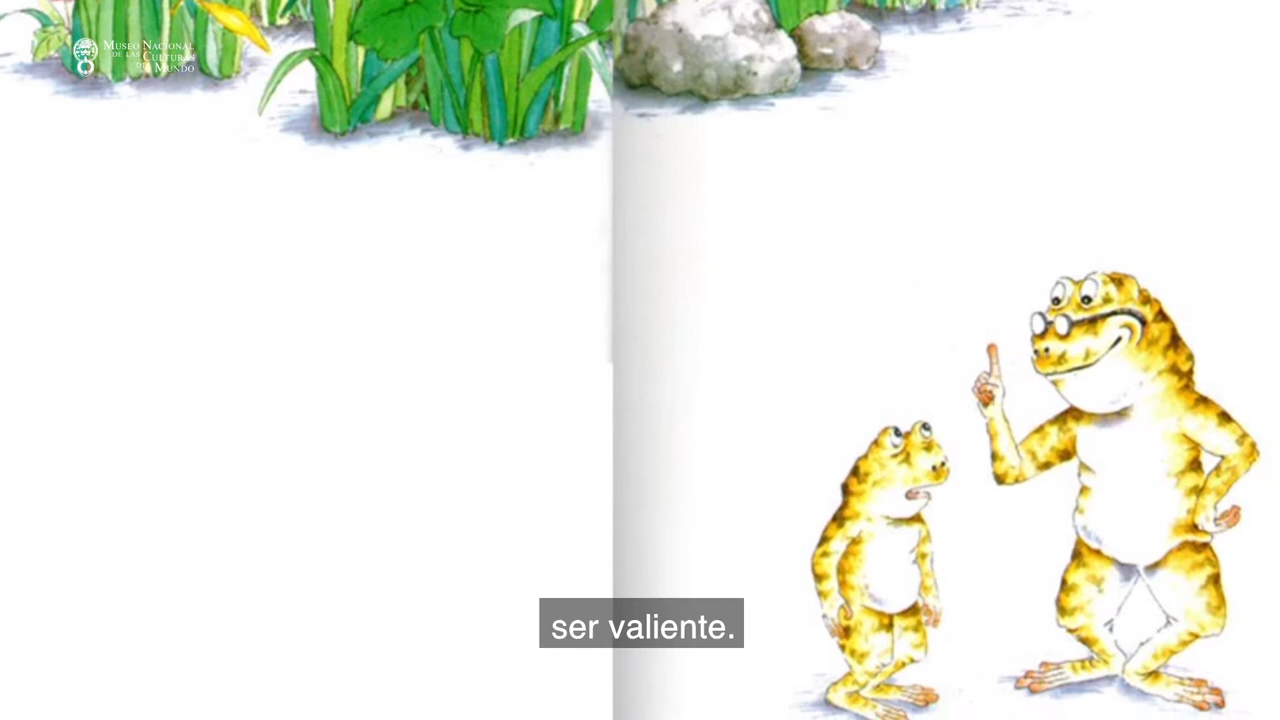 MUSEO NACIONAL
DE LAS CULTURAS
DEL MUNDO
ser valiente.